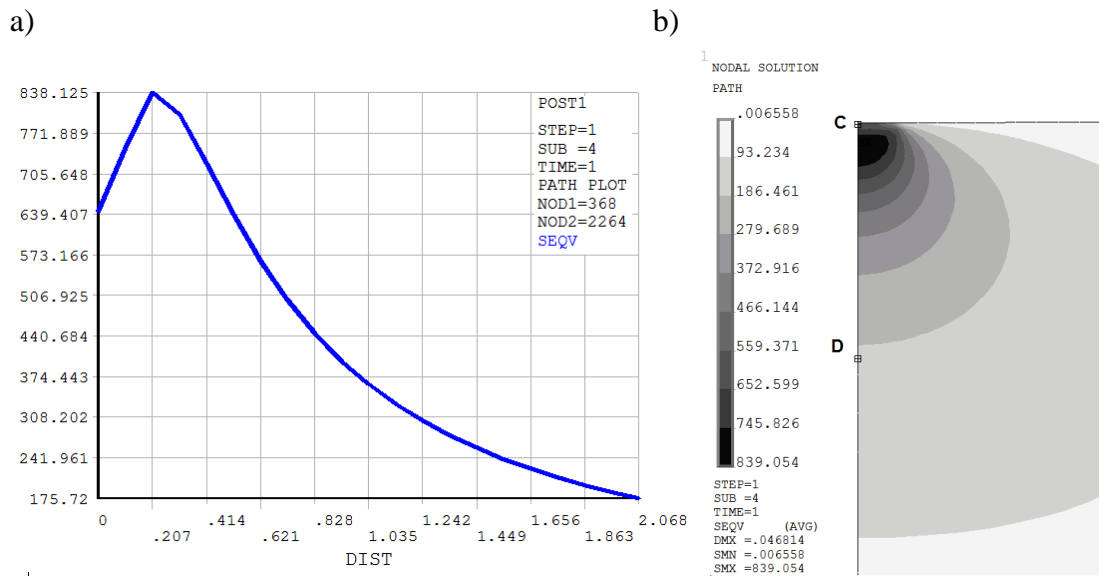 a)
838.125
771.889
705.648
639.407
573.166
506.925
440.684
374.443
308.202
241.961
175.72
0
.207
.414
.621
.828
1.035
1.242
1.449
1.656
1.863
2.068
DIST
POST1
STEP=1
SUB =4
TIME=1
PATH PLOT
NOD1=368
NOD2=2264
SEQV
b)
1
NODAL SOLUTION
PATH
.006558
93.234
186.461
279.689
372.916
466.144
559.371
652.599
745.826
839.054
STEP=1
SUB =4
TIME=1
SEQV (AVG)
DMX =.046814
SMN =.006558
SMX =839.054
C
D